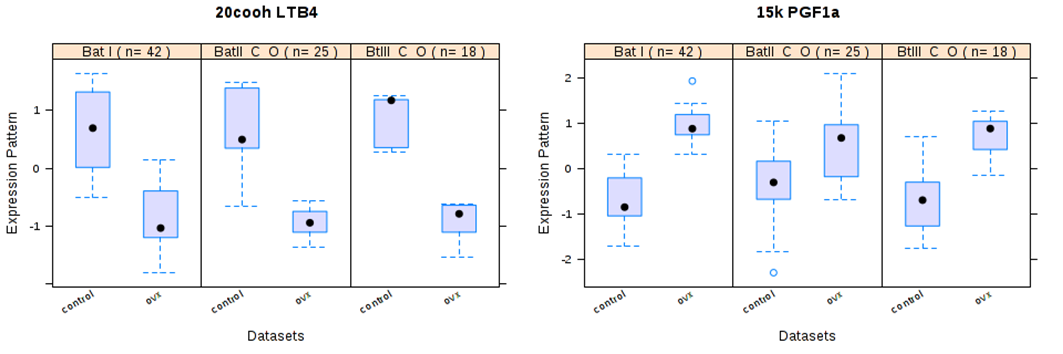 20cooh LTB4
Bat I ( n= 42 )
BatII C O ( n= 25 )
BtIII C O ( n= 18 )
Expression Pattern
1
0
-1
control
ovx
control
ovx
control
ovx
Datasets
15k PGF1a
Bat I ( n= 42 )
BatII C O ( n= 25 )
BtIII C O ( n= 18 )
Expression Pattern
2
1
0
-1
-2
control
ovx
control
ovx
control
ovx
Datasets